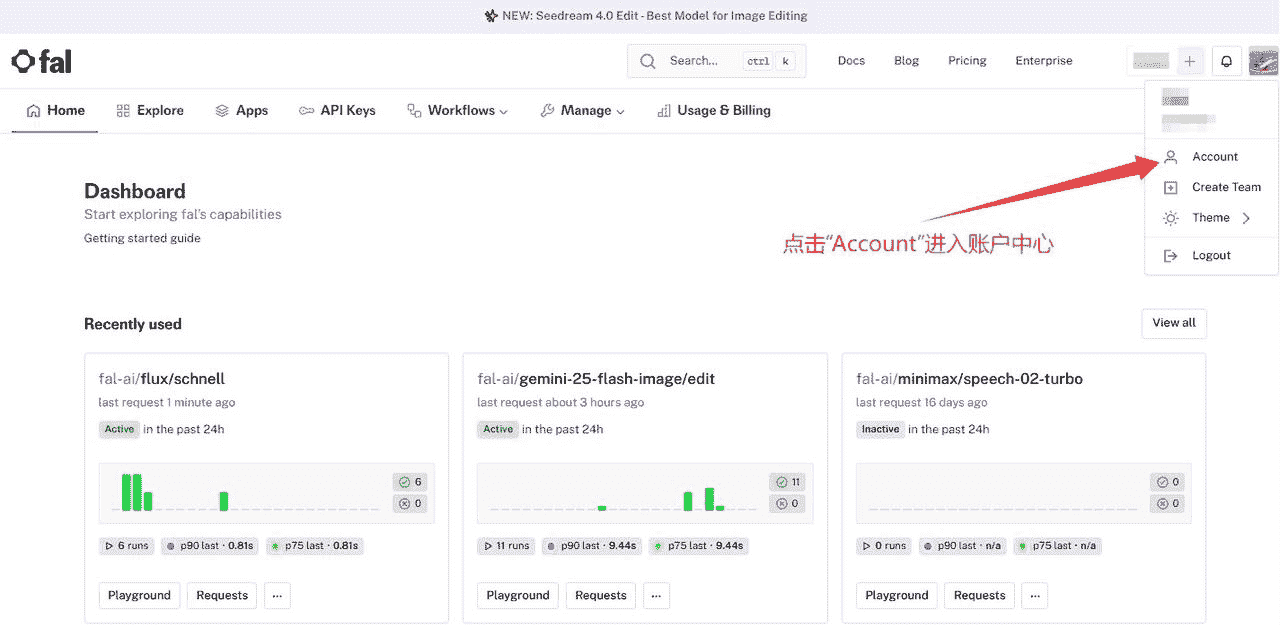 NEW: Seedream 4.0 Edit - Best Model for Image Editing
fal
Search... ctrl k
Docs Blog Pricing Enterprise
Home Explore Apps API Keys Workflows Manage Usage & Billing
Account
Create Team
Theme
Logout
点击“Account”进入账户中心
Dashboard
Start exploring fal's capabilities
Getting started guide
Recently used
View all
fal-ai/flux/schnell
last request 1 minute ago
Active in the past 24h
6
0
6 runs p90 last · 0.81s p75 last · 0.81s
Playground Requests ...
fal-ai/gemini-25-flash-image/edit
last request about 3 hours ago
Active in the past 24h
11
0
11 runs p90 last · 9.44s p75 last · 9.44s
Playground Requests ...
fal-ai/minimax/speech-02-turbo
last request 16 days ago
Inactive in the past 24h
0
0
0 runs p90 last · n/a p75 last · n/a
Playground Requests ...